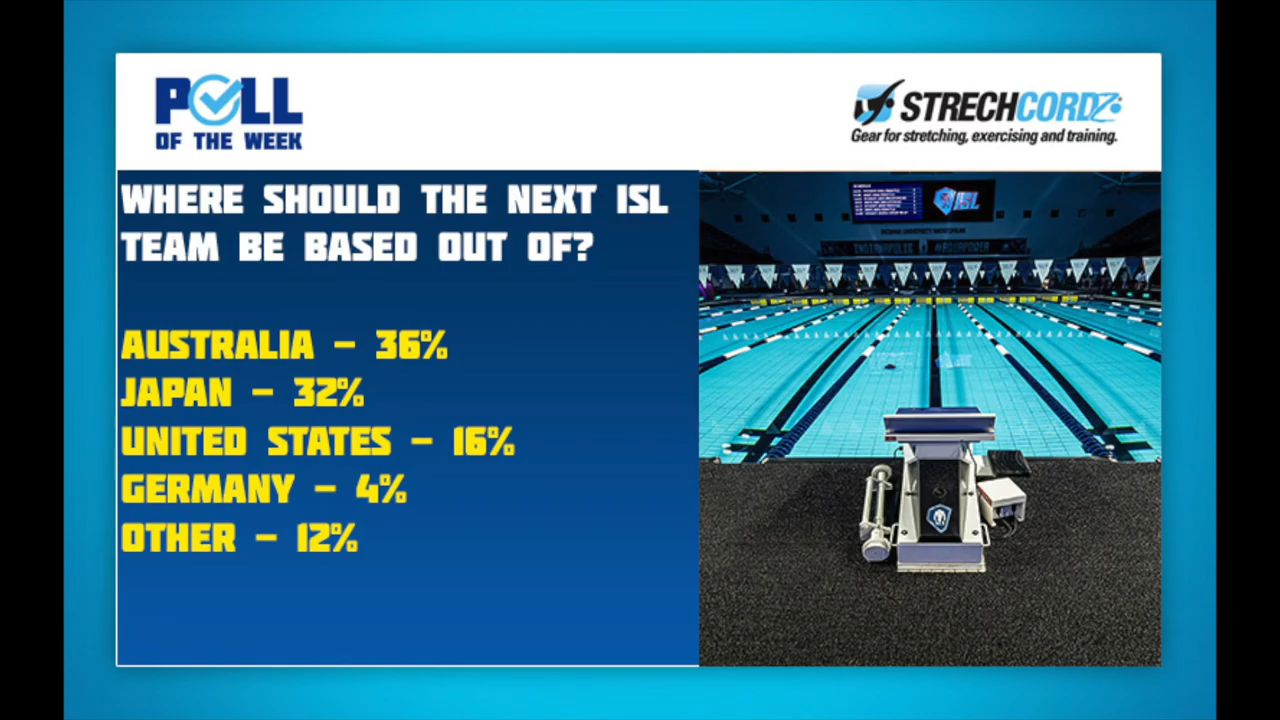 POLL
OF THE WEEK
STRECHCORDZ
Gear for stretching, exercising and training.
WHERE SHOULD THE NEXT ISL
TEAM BE BASED OUT OF?
AUSTRALIA – 36%
JAPAN – 32%
UNITED STATES – 16%
GERMANY – 4%
OTHER – 12%
ISL